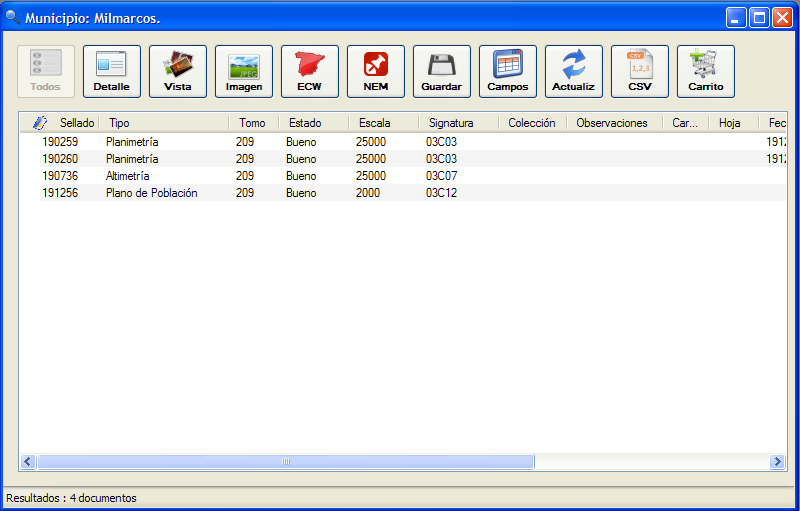 Municipio: Milmarcos.
Todos Detalle Vista Imagen ECW NEM Guardar Campos Actualiz CSV Carrito
Sellado Tipo Tomo Estado Escala Signatura Colección Observaciones Car... Hoja Fec
190259 Planimetría 209 Bueno 25000 03C03 1912
190260 Planimetría 209 Bueno 25000 03C03 1912
190736 Altimetría 209 Bueno 25000 03C07
191256 Plano de Población 209 Bueno 2000 03C12
Resultados : 4 documentos